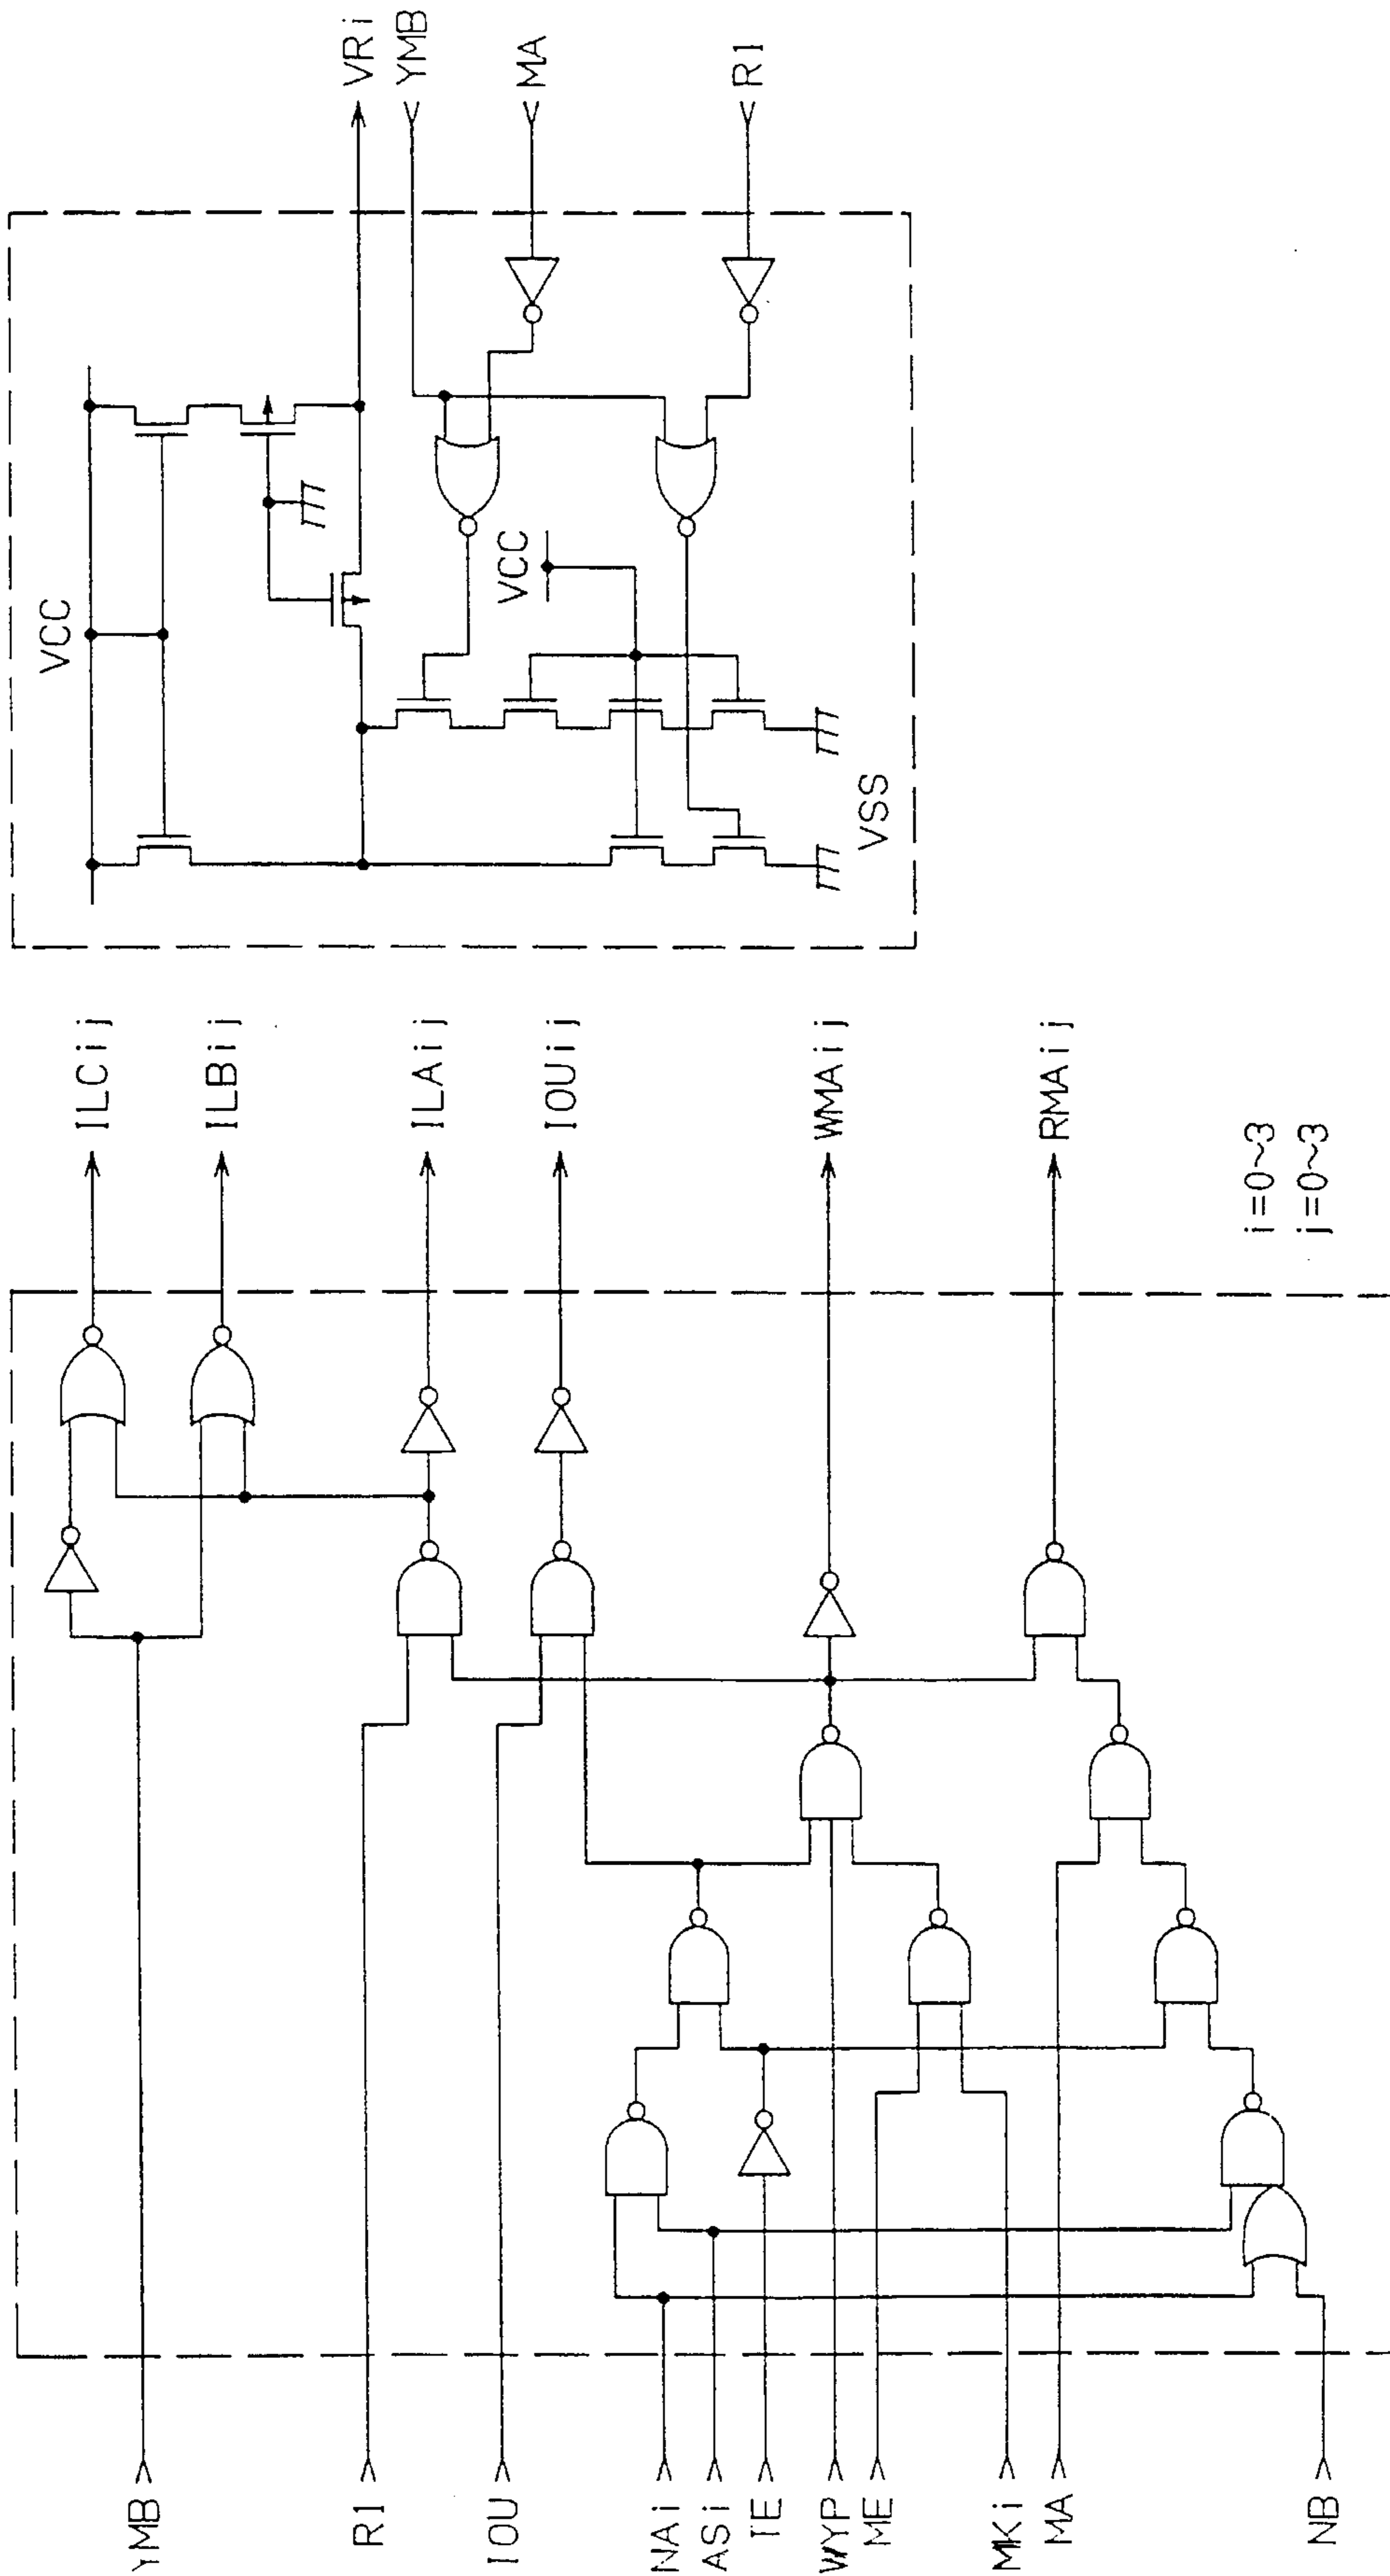 YMB
R1
IOU
NAi
ASi
TE
WYP
ME
MKi
MA
NB
ILCij
ILBij
ILAij
IOUij
WMAij
RMAij
i=0~3
j=0~3
VCC
VCC
VSS
VRi
YMB
MA
R1